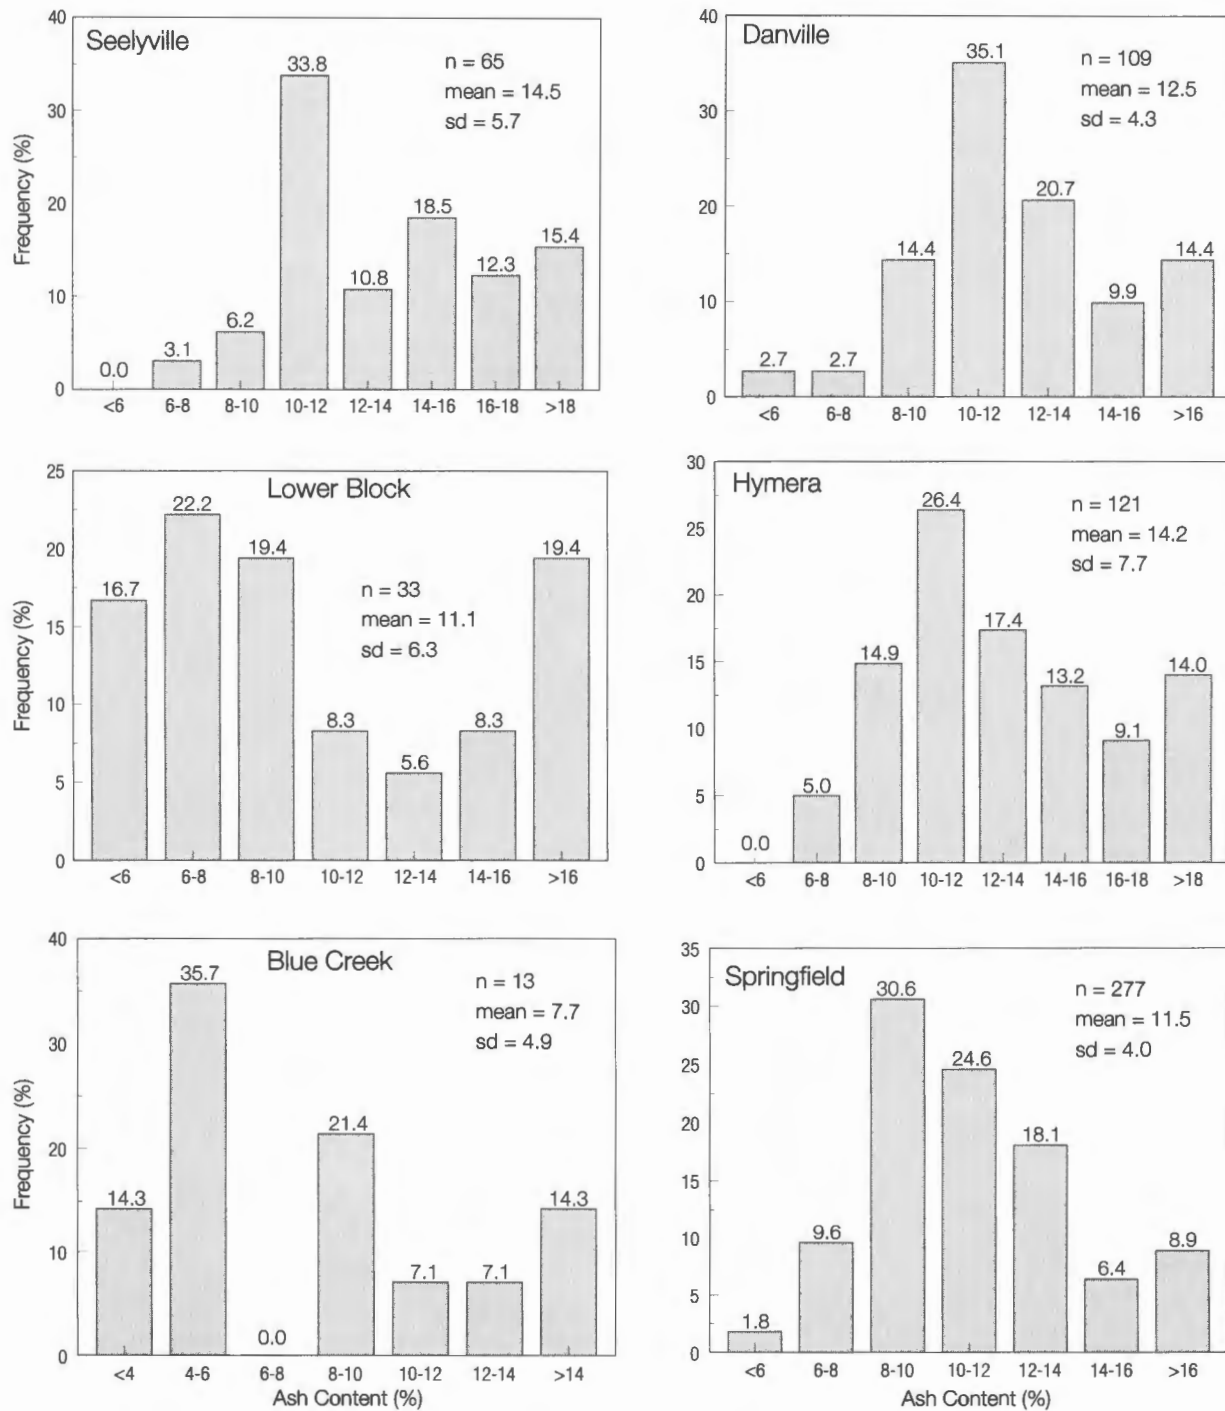 Seelyville
n = 65
mean = 14.5
sd = 5.7
Frequency (%)
40
30
20
10
0
0.0
3.1
6.2
33.8
10.8
18.5
12.3
15.4
<6 6-8 8-10 10-12 12-14 14-16 16-18 >18
Danville
n = 109
mean = 12.5
sd = 4.3
40
30
20
10
0
2.7
2.7
14.4
35.1
20.7
9.9
14.4
<6 6-8 8-10 10-12 12-14 14-16 >16
Lower Block
n = 33
mean = 11.1
sd = 6.3
Frequency (%)
25
20
15
10
5
0
16.7
22.2
19.4
8.3
5.6
8.3
19.4
<6 6-8 8-10 10-12 12-14 14-16 >16
Hymera
n = 121
mean = 14.2
sd = 7.7
30
25
20
15
10
5
0
0.0
5.0
14.9
26.4
17.4
13.2
9.1
14.0
<6 6-8 8-10 10-12 12-14 14-16 16-18 >18
Blue Creek
n = 13
mean = 7.7
sd = 4.9
Frequency (%)
40
30
20
10
0
14.3
35.7
0.0
21.4
7.1
7.1
14.3
<4 4-6 6-8 8-10 10-12 12-14 >14
Ash Content (%)
Springfield
n = 277
mean = 11.5
sd = 4.0
35
30
25
20
15
10
5
0
1.8
9.6
30.6
24.6
18.1
6.4
8.9
<6 6-8 8-10 10-12 12-14 14-16 >16
Ash Content (%)